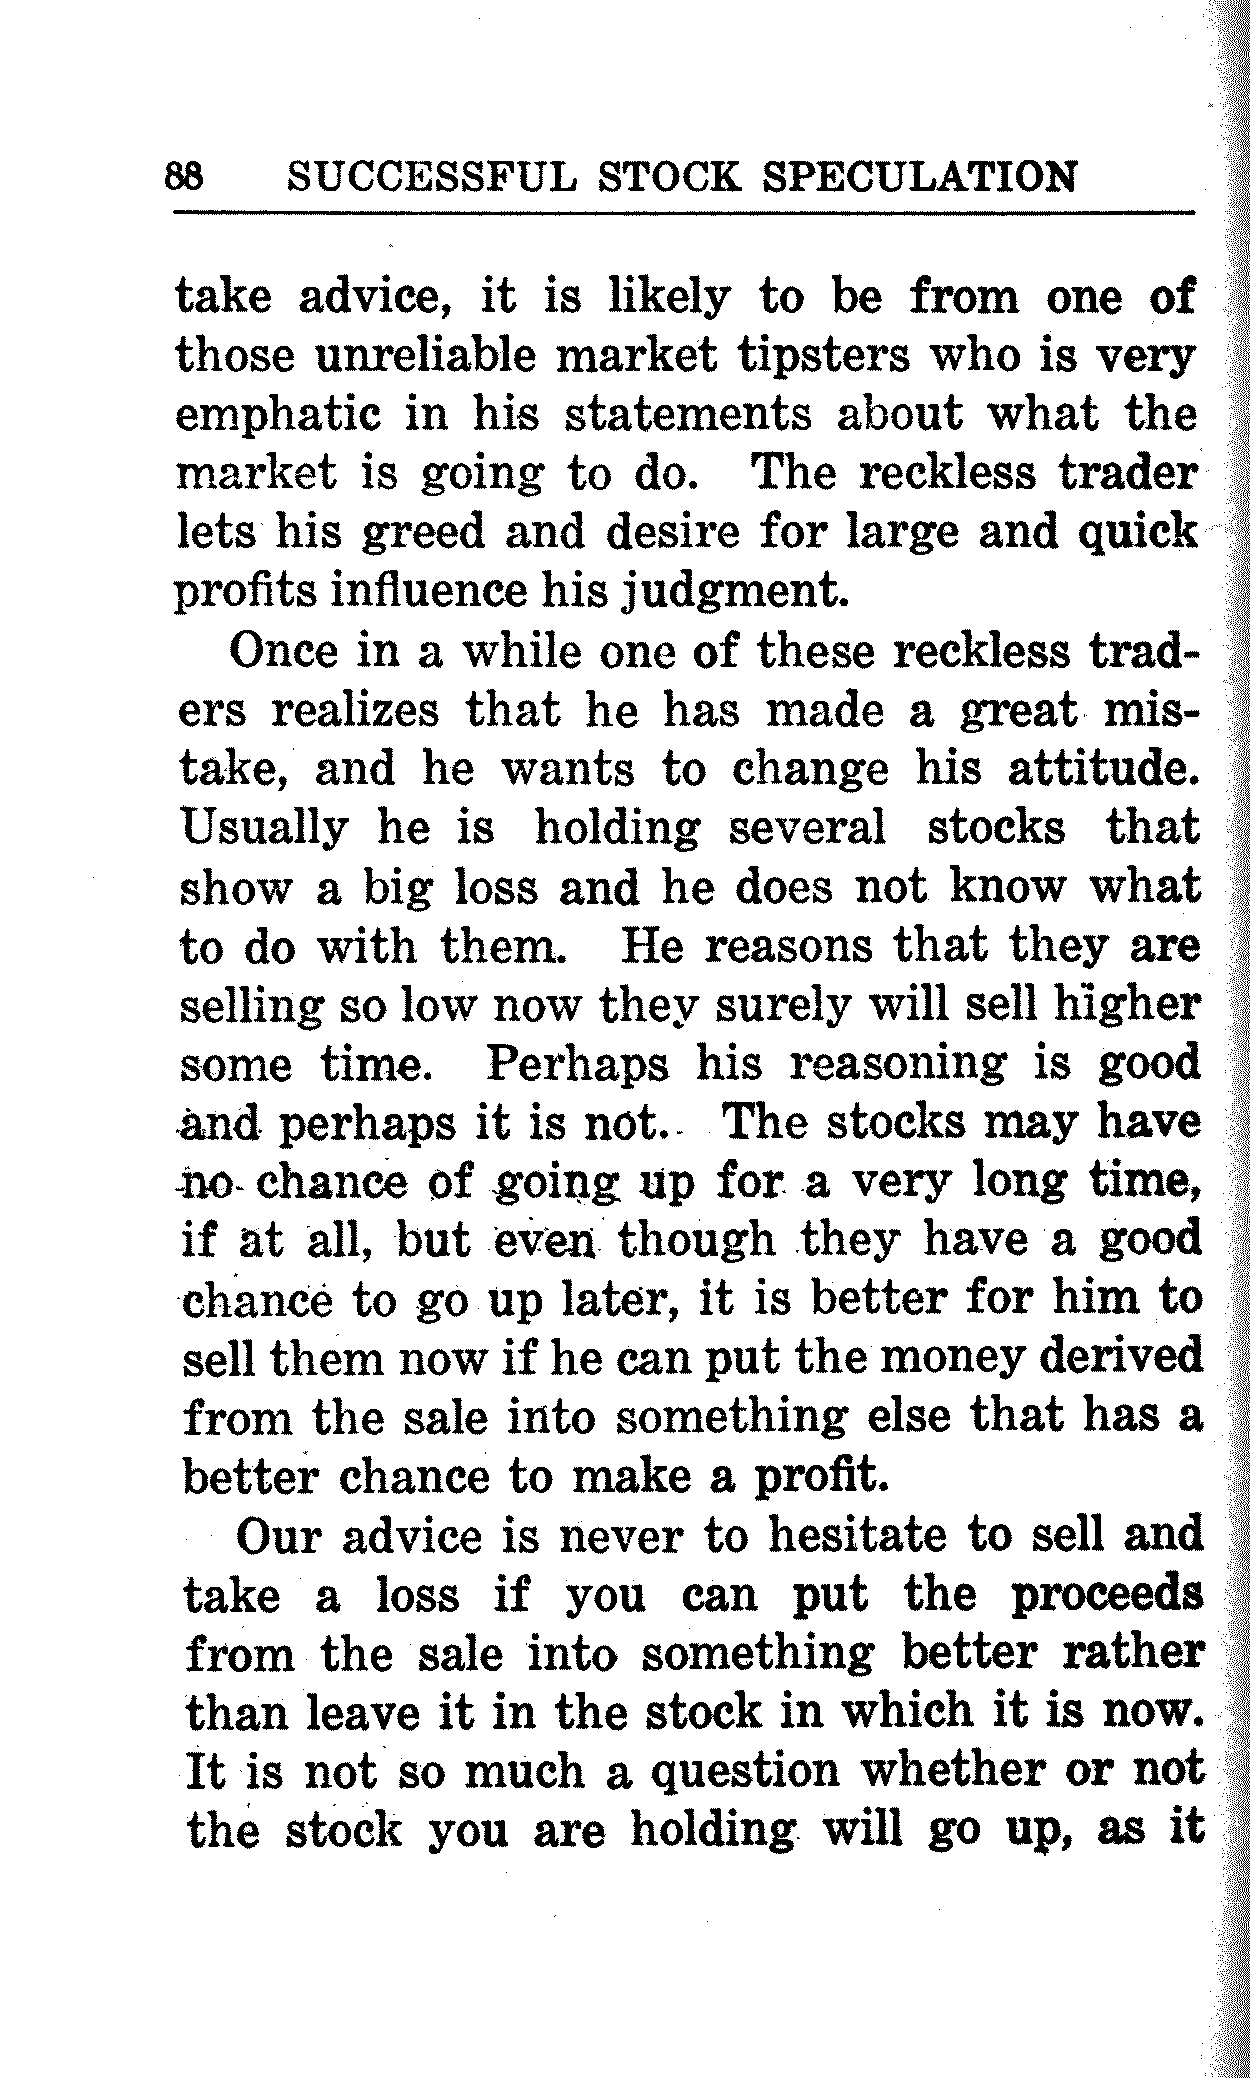 88 SUCCESSFUL STOCK SPECULATION
take advice, it is likely to be from one of
those unreliable market tipsters who is very
emphatic in his statements about what the
market is going to do. The reckless trader
lets his greed and desire for large and quick
profits influence his judgment.
Once in a while one of these reckless trad-
ers realizes that he has made a great mis-
take, and he wants to change his attitude.
Usually he is holding several stocks that
show a big loss and he does not know what
to do with them. He reasons that they are
selling so low now they surely will sell higher
some time. Perhaps his reasoning is good
and perhaps it is not. The stocks may have
no chance of going up for a very long time,
if at all, but even though they have a good
chance to go up later, it is better for him to
sell them now if he can put the money derived
from the sale into something else that has a
better chance to make a profit.
Our advice is never to hesitate to sell and
take a loss if you can put the proceeds
from the sale into something better rather
than leave it in the stock in which it is now.
It is not so much a question whether or not
the stock you are holding will go up, as it